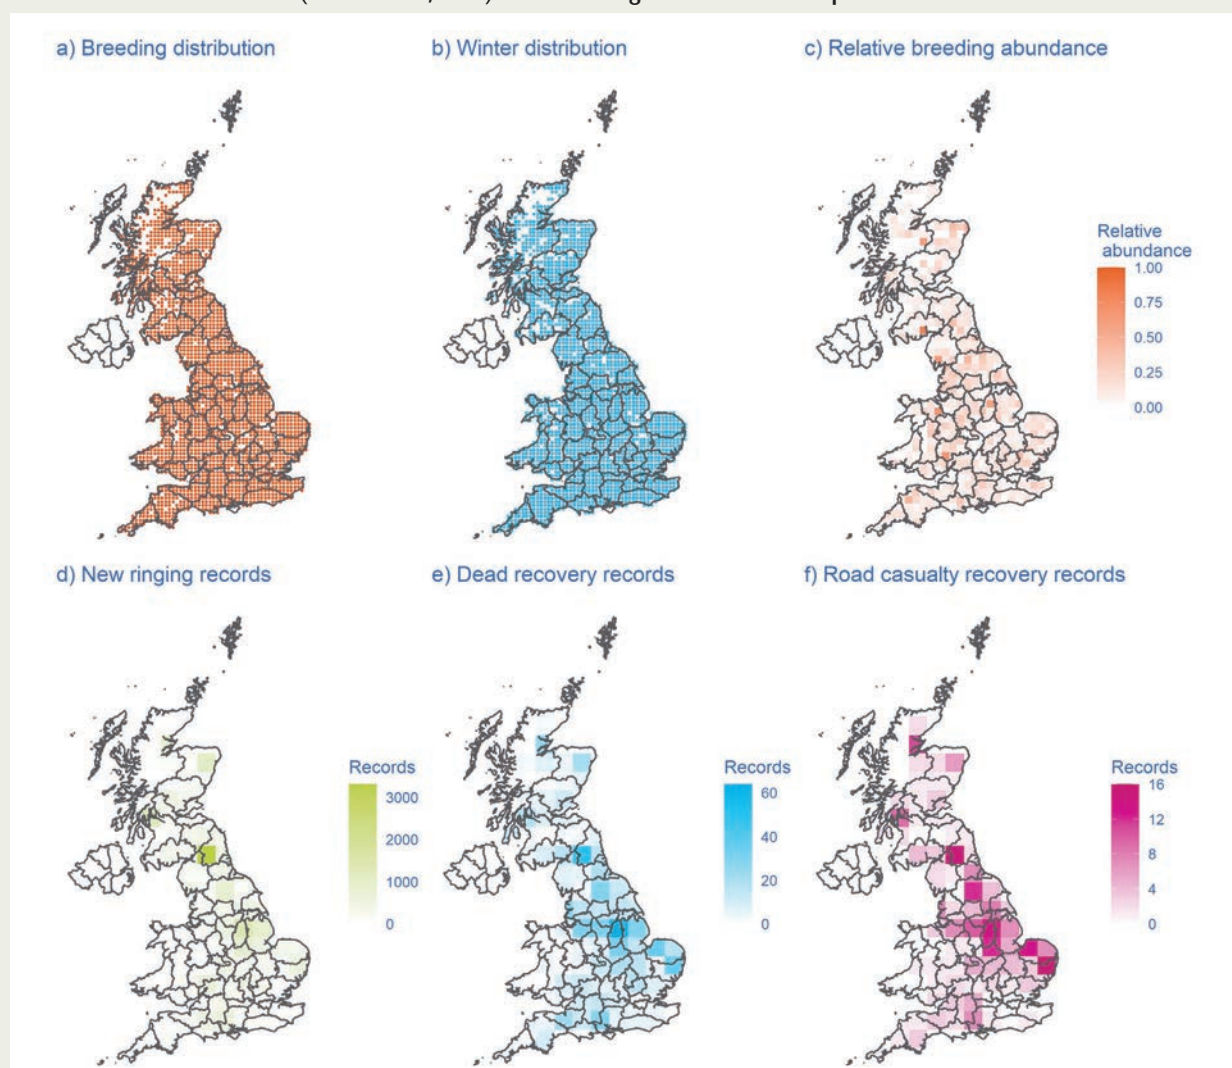 a) Breeding distribution
b) Winter distribution
c) Relative breeding abundance
Relative
abundance
1.00
0.75
0.50
0.25
0.00
d) New ringing records
e) Dead recovery records
f) Road casualty recovery records
Records
3000
2000
1000
0
Records
60
40
20
0
Records
16
12
8
4
0